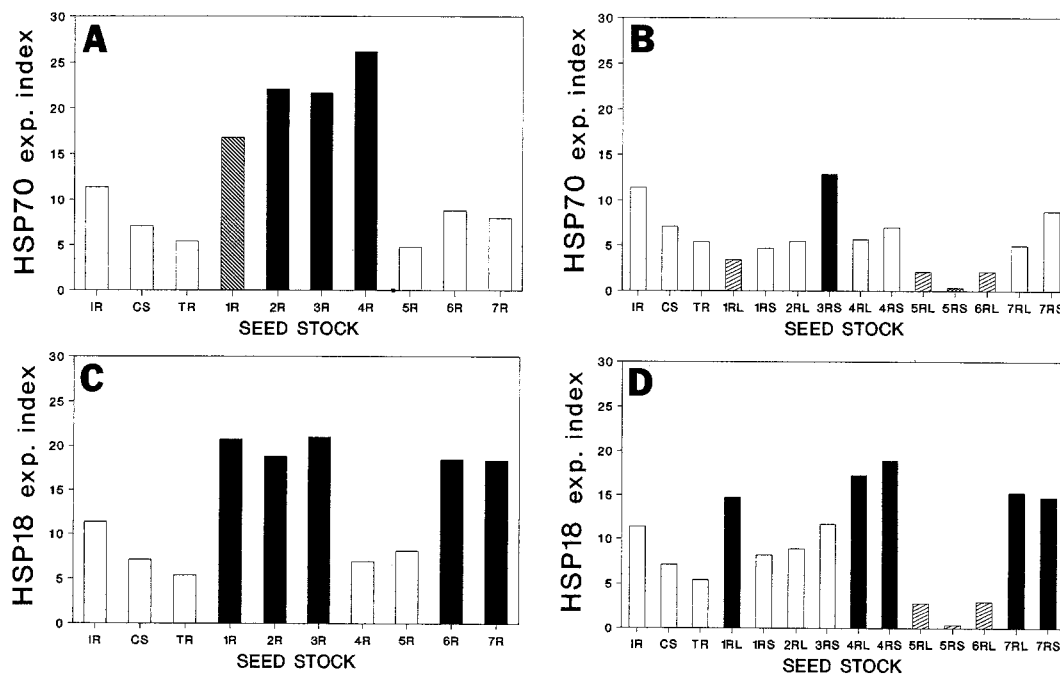 A
HSP70 exp. index
30
25
20
15
10
5
0
IR CS TR 1R 2R 3R 4R 5R 6R 7R
SEED STOCK
B
HSP70 exp. index
30
25
20
15
10
5
0
IR CS TR 1RL 1RS 2RL 3RS 4RL 4RS 5RL 5RS 6RL 7RL 7RS
SEED STOCK
C
HSP18 exp. index
30
25
20
15
10
5
0
IR CS TR 1R 2R 3R 4R 5R 6R 7R
SEED STOCK
D
HSP18 exp. index
30
25
20
15
10
5
0
IR CS TR 1RL 1RS 2RL 3RS 4RL 4RS 5RL 5RS 6RL 7RL 7RS
SEED STOCK